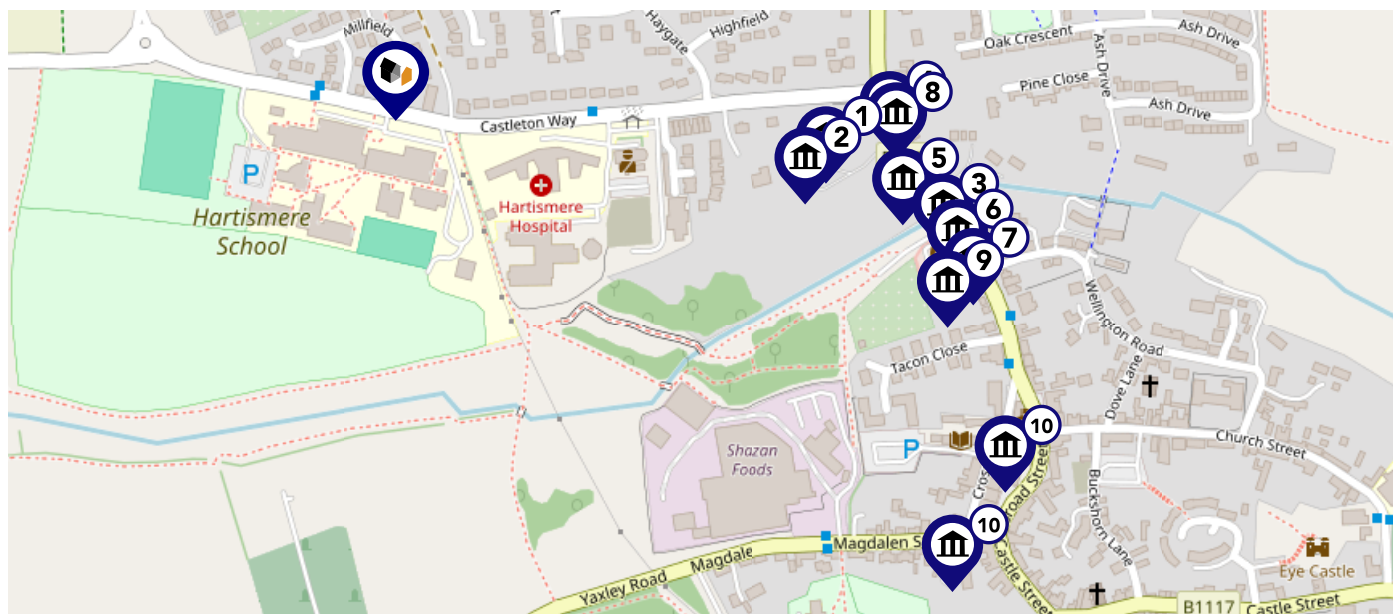 Millfield
Haygate
Highfield
Oak Crescent
Ash Drive
Ash Drive
Pine Close
Ash Drive
Castleton Way
8
1
2
5
3
6
7
9
P
Hartismere
School
Hartismere
Hospital
Wellington Road
Tacon Close
Dove Lane
10
Church Street
Shazan
Foods
P
Buckshorn Lane
10
Magdalen S
Magdale
Yaxley Road
Castle Street
Eye Castle
B1117
Castle Street
Cros
road Street